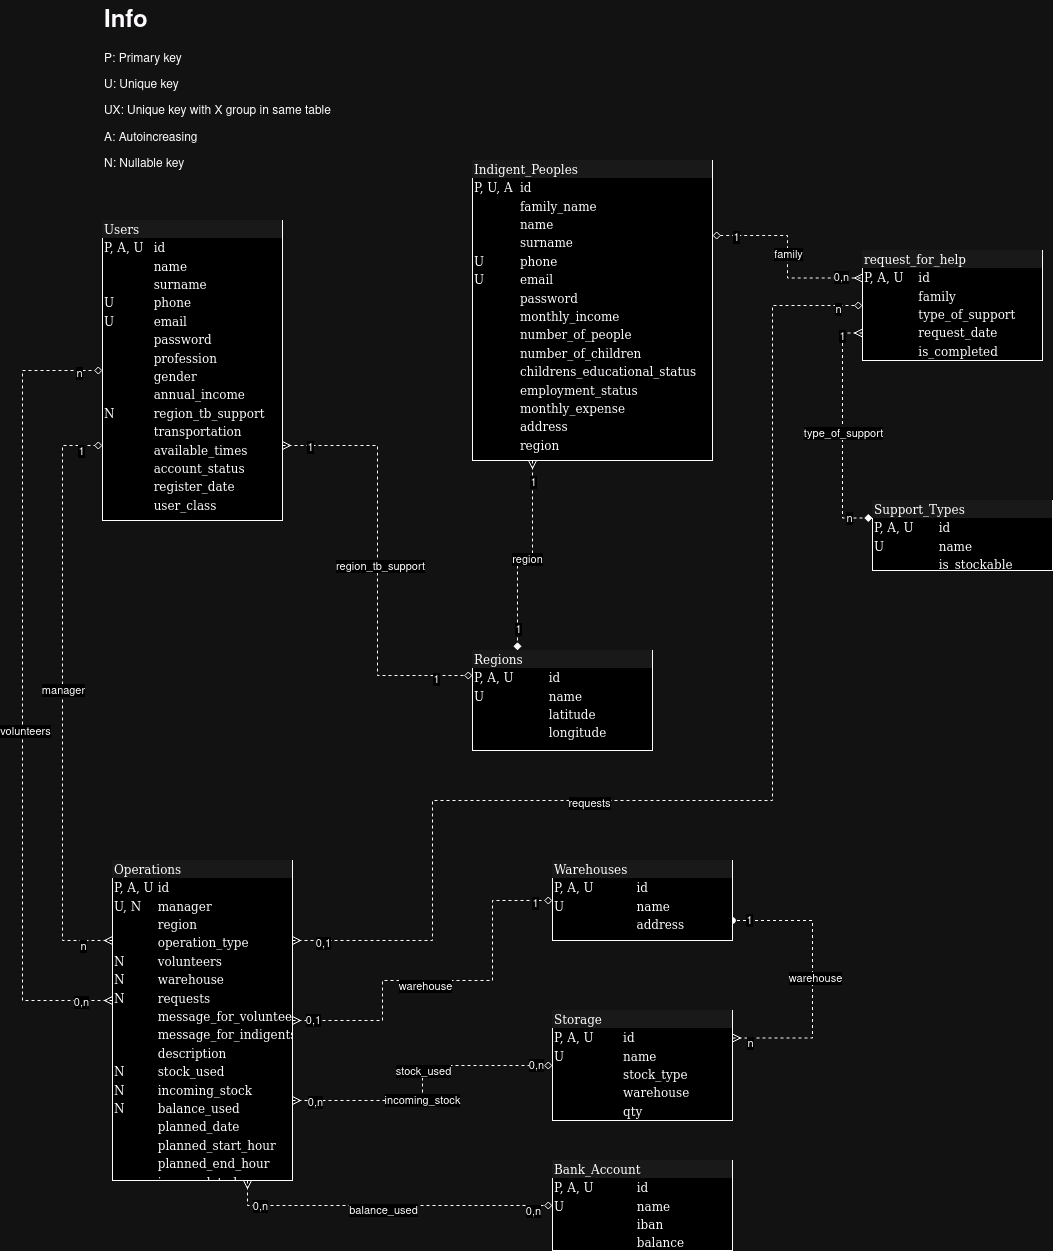 Info
P: Primary key
U: Unique key
UX: Unique key with X group in same table
A: Autoincreasing
N: Nullable key
Indigent_Peoples
P, U, A id
family_name
name
surname
U phone
U email
password
monthly_income
number_of_people
number_of_children
childrens_educational_status
employment_status
monthly_expense
address
region
Users
P, A, U id
name
surname
U phone
U email
password
profession
gender
annual_income
N region_tb_support
transportation
available_times
account_status
register_date
user_class
request_for_help
P, A, U id
family
type_of_support
request_date
is_completed
1
family
0,n
n
1
type_of_support
n
Support_Types
P, A, U id
U name
is_stockable
n
1
1
region_tb_support
1
1
region
1
Regions
P, A, U id
U name
latitude
longitude
manager
volunteers
requests
n
0,n
Operations
P, A, U id
U, N manager
region
operation_type
N volunteers
N warehouse
N requests
message_for_voluntee
message_for_indigents
description
N stock_used
N incoming_stock
N balance_used
planned_date
planned_start_hour
planned_end_hour
0,1
0,1
warehouse
1
Warehouses
P, A, U id
U name
address
1
warehouse
n
Storage
P, A, U id
U name
stock_type
warehouse
qty
0,n
stock_used
incoming_stock
0,n
0,n
balance_used
0,n
Bank_Account
P, A, U id
U name
iban
balance